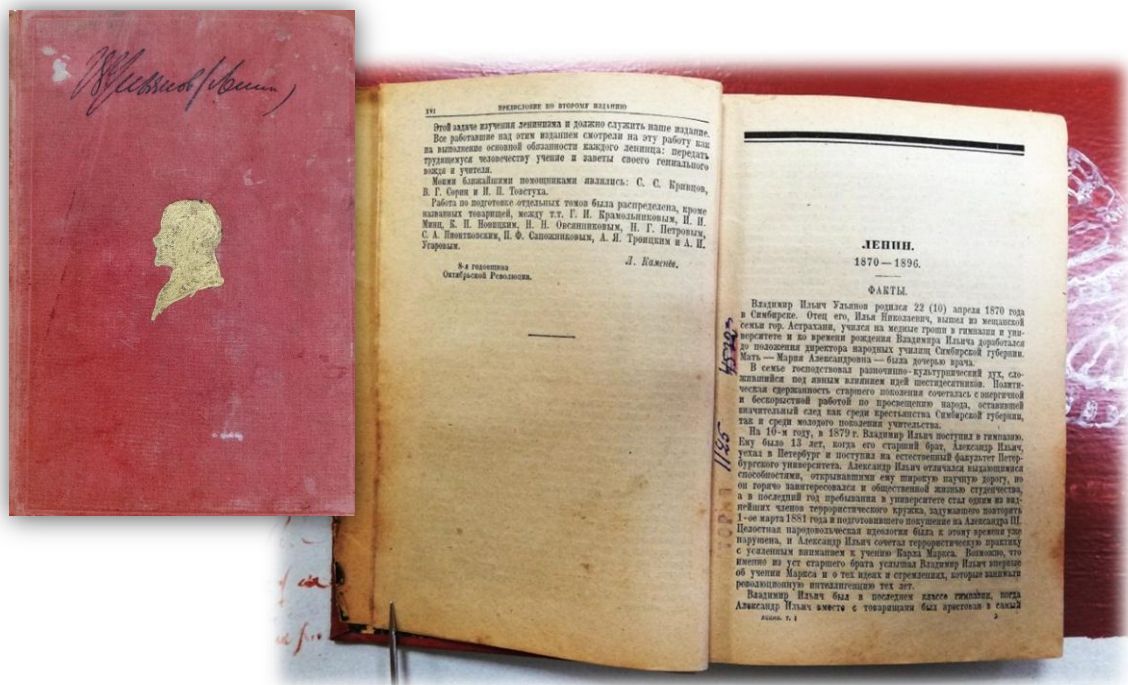 В Ульянов (Ленин)
XVI ПРЕДИСЛОВИЕ КО ВТОРОМУ ИЗДАНИЮ
Этой задаче изучения ленинизма и должно служить наше издание.
Все работавшие над этим изданием смотрели на эту работу как
на выполнение основной обязанности каждого ленинца: передать
трудящемуся человечеству учение и заветы своего гениального
вождя и учителя.
Моими ближайшими помощниками являлись: С. С. Кривцов,
В. Г. Сорин и И. П. Товстуха.
Работа по подготовке отдельных томов была распределена, кроме
названных товарищей, между т.т. Г. И. Крамольниковым, И. И.
Минц, К. П. Новицким, Н. Н. Овсянниковым, Н. Г. Петровым,
С. А. Пионтковским, П. Ф. Сапожниковым, А. Я. Троицким и А. И.
Угаровым.
Л. Каменев.
8-я годовщина
Октябрьской Революции.
ЛЕНИН.
1870—1896.
ФАКТЫ.
Владимир Ильич Ульянов родился 22 (10) апреля 1870 года
в Симбирске. Отец его, Илья Николаевич, вышел из мещанской
семьи гор. Астрахани, учился на медные гроши в гимназии и уни-
верситете и ко времени рождения Владимира Ильича доработался
до положения директора народных училищ Симбирской губернии.
Мать — Мария Александровна — была дочерью врача.
В семье господствовал разночинно-культурнический дух, сло-
жившийся под явным влиянием идей шестидесятников. Политиче-
ская сдержанность старшего поколения сочеталась с энергичной
и бескорыстной работой по просвещению народа, оставившей
значительный след как среди крестьянства Симбирской губернии,
так и среди молодого поколения учительства.
На 10-м году, в 1879 г. Владимир Ильич поступил в гимназию.
Ему было 13 лет, когда его старший брат, Александр Ильич,
уехал в Петербург и поступил на естественный факультет Петер-
бургского университета. Александр Ильич отличался выдающимися
способностями, открывавшими ему широкую научную дорогу, но
он горячо заинтересовался и общественной жизнью студенчества,
а в последний год пребывания в университете стал одним из вид-
нейших членов террористического кружка, задумавшего повторить
1-ое марта 1881 года и подготовившего покушение на Александра III.
Целостная народовольческая идеология была к этому времени уже
нарушена, и Александр Ильич сочетал террористическую практику
с усиленным вниманием к учению Карла Маркса. Возможно, что
именно из уст старшего брата услышал Владимир Ильич впервые
об учении Маркса и о тех идеях и стремлениях, которые занимали
революционную интеллигенцию тех лет.
Владимир Ильич был в последнем классе гимназии, когда
Александр Ильич вместе с товарищами был арестован в самый
Ленин. т. I
1125